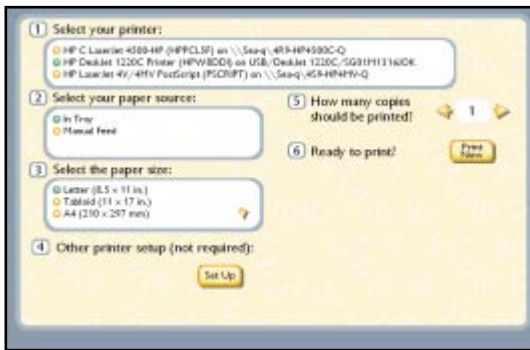 1 Select your printer:
HP C LaserJet 4500-HP (HPPCL5F) on \\Sea-q\4R9-HP4500C-Q
HP DeskJet 1220C Printer (HPW8DDI) on USB/DeskJet 1220C/
HP LaserJet 4V/4MV PostScript (PSCRIPT) on \\Sea-q\4S9-HP4MV-Q
2 Select your paper source:
In Tray
Manual feed
3 Select the paper size:
Letter (8.5 x 11 in.)
Tabloid (11 x 17 in.)
A4 (210 x 297 mm)
4 Other printer setup (not required):
Set Up
5 How many copies
should be printed?
1
6 Ready to print?
Print
Now